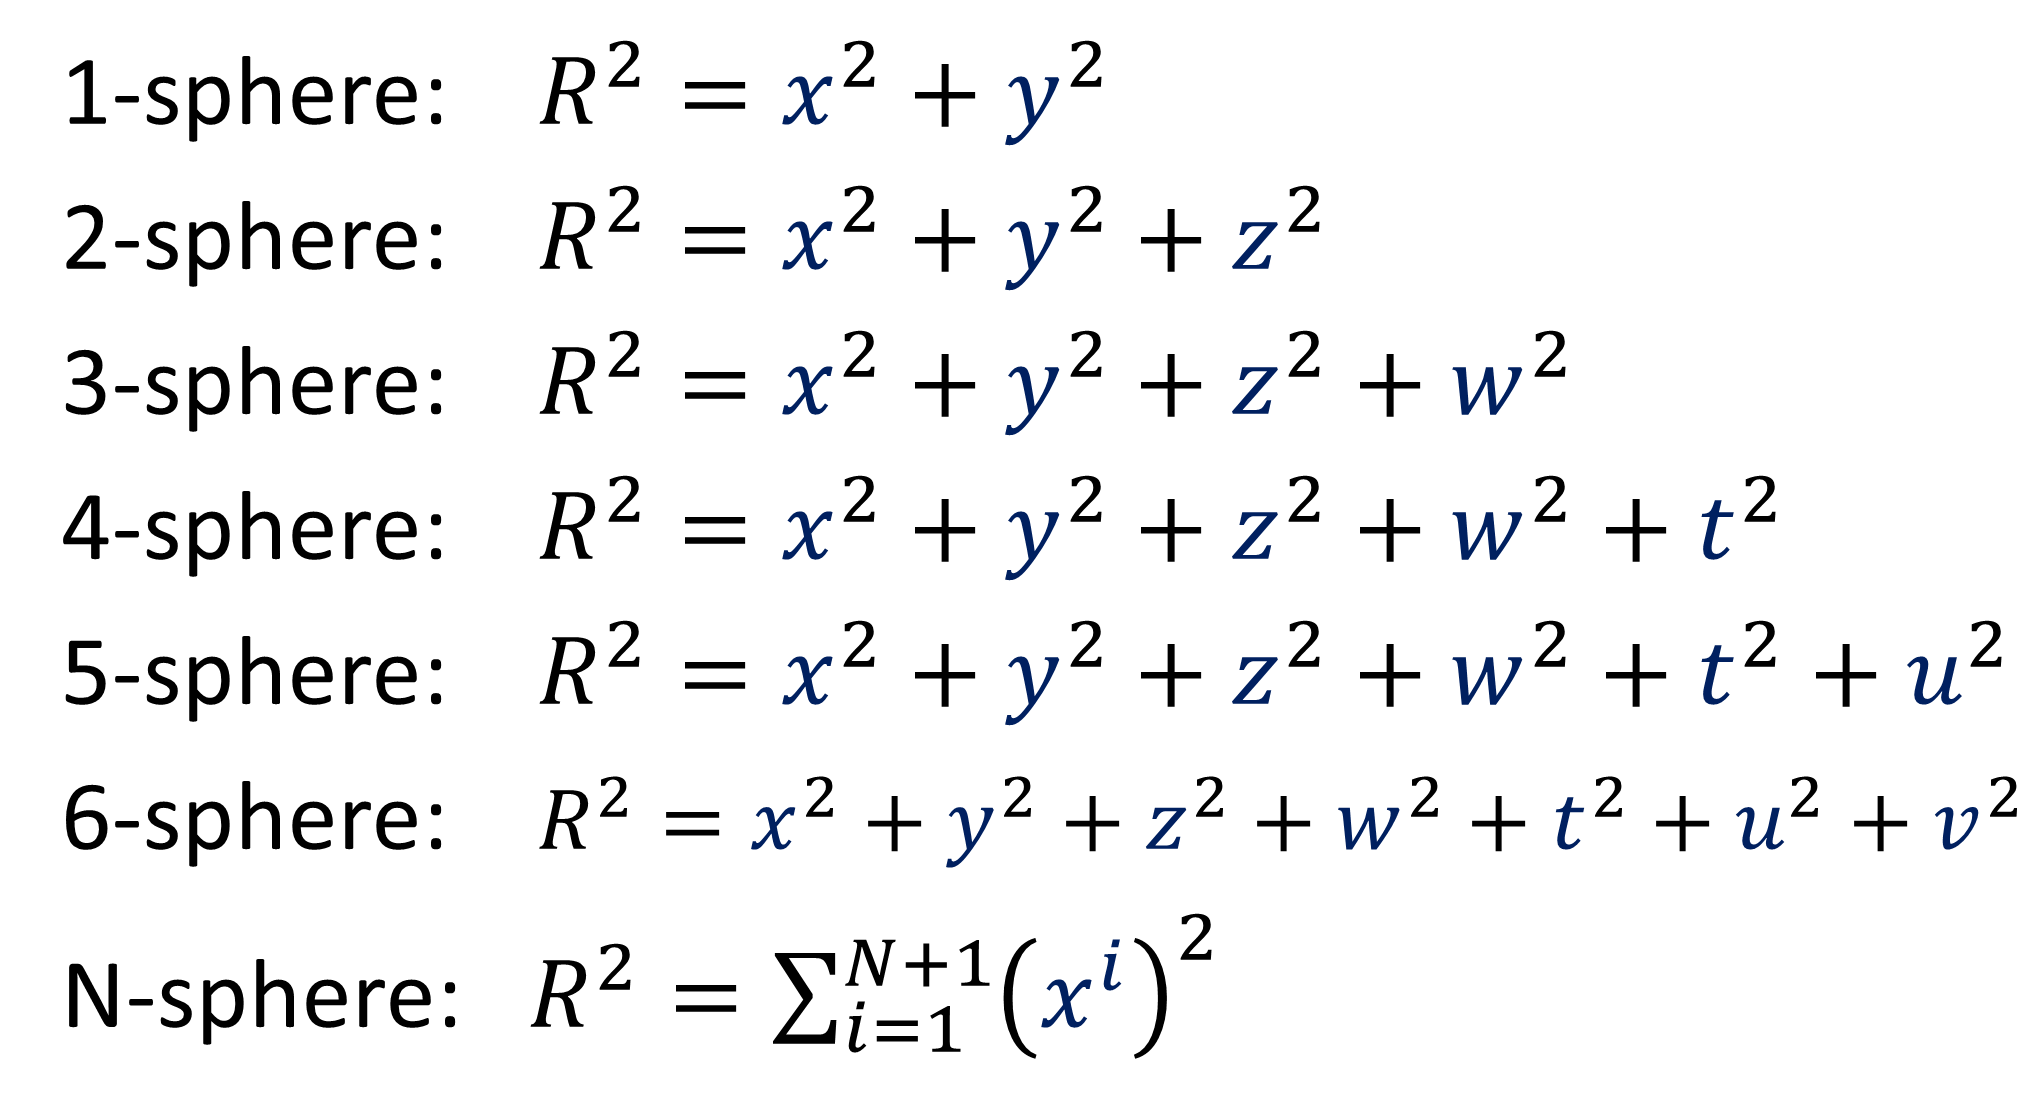 1-sphere: R² = x² + y²
2-sphere: R² = x² + y² + z²
3-sphere: R² = x² + y² + z² + w²
4-sphere: R² = x² + y² + z² + w² + t²
5-sphere: R² = x² + y² + z² + w² + t² + u²
6-sphere: R² = x² + y² + z² + w² + t² + u² + v²
N-sphere: R² = ∑_{i=1}^{N+1} (x^i)²